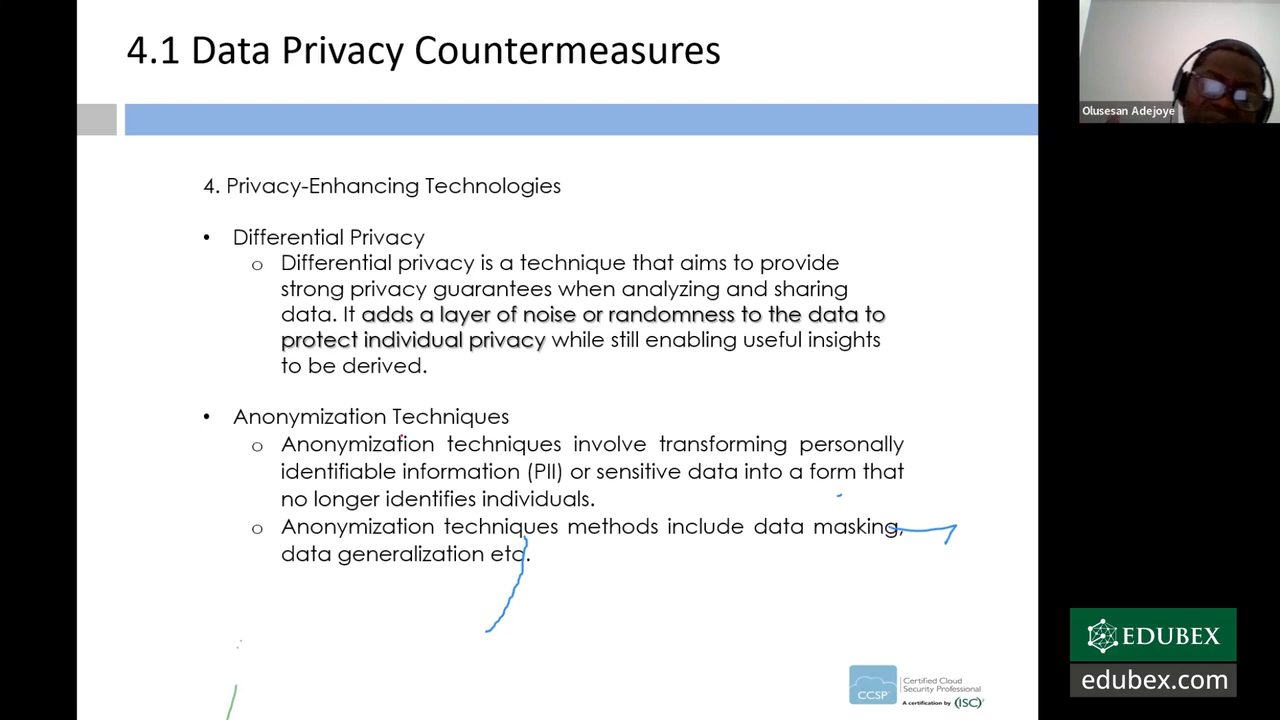 4.1 Data Privacy Countermeasures
Olusesan Adejoye
4. Privacy-Enhancing Technologies
• Differential Privacy
o Differential privacy is a technique that aims to provide
strong privacy guarantees when analyzing and sharing
data. It adds a layer of noise or randomness to the data to
protect individual privacy while still enabling useful insights
to be derived.
• Anonymization Techniques
o Anonymization techniques involve transforming personally
identifiable information (PII) or sensitive data into a form that
no longer identifies individuals.
o Anonymization techniques methods include data masking,
data generalization etc.
CCSP
Certified Cloud
Security Professional
A certification by (ISC)²
EDUBEX
edubex.com